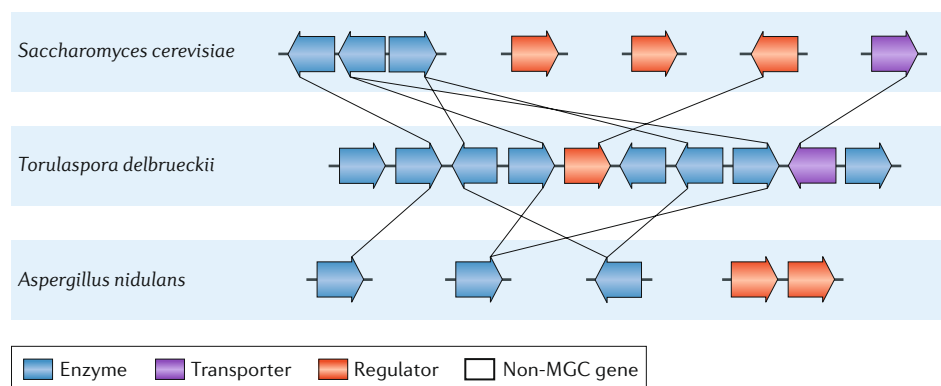 Saccharomyces cerevisiae
Torulaspora delbrueckii
Aspergillus nidulans
Enzyme Transporter Regulator Non-MGC gene